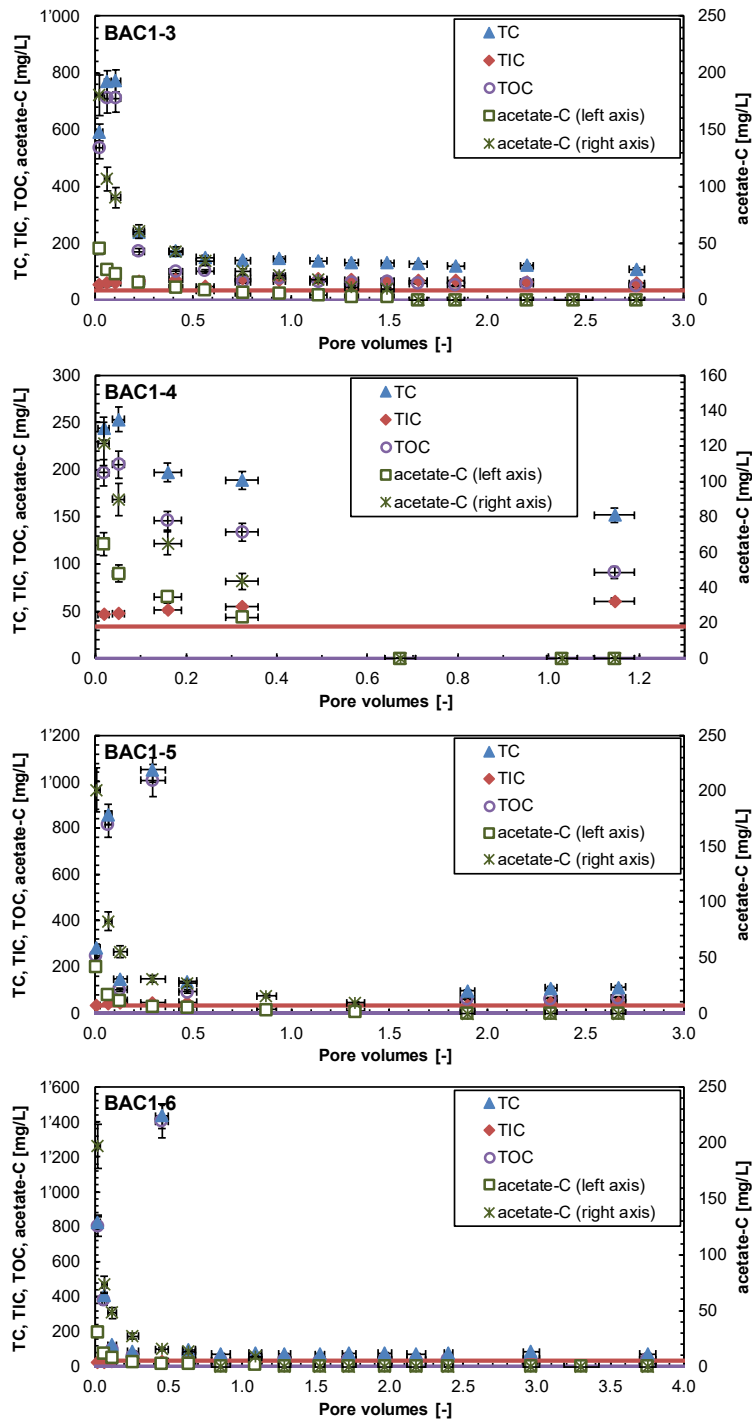 BAC1-3
TC
TIC
TOC
acetate-C (left axis)
acetate-C (right axis)
TC, TIC, TOC, acetate-C [mg/L]
acetate-C [mg/L]
1'000
800
600
400
200
0
250
200
150
100
50
0
0.0 0.5 1.0 1.5 2.0 2.5 3.0
Pore volumes [-]
BAC1-4
TC
TIC
TOC
acetate-C (left axis)
acetate-C (right axis)
TC, TIC, TOC, acetate-C [mg/L]
acetate-C [mg/L]
300
250
200
150
100
50
0
160
140
120
100
80
60
40
20
0
0.0 0.2 0.4 0.6 0.8 1.0 1.2
Pore volumes [-]
BAC1-5
TC
TIC
TOC
acetate-C (left axis)
acetate-C (right axis)
TC, TIC, TOC, acetate-C [mg/L]
acetate-C [mg/L]
1'200
1'000
800
600
400
200
0
250
200
150
100
50
0
0.0 0.5 1.0 1.5 2.0 2.5 3.0
Pore volumes [-]
BAC1-6
TC
TIC
TOC
acetate-C (left axis)
acetate-C (right axis)
TC, TIC, TOC, acetate-C [mg/L]
acetate-C [mg/L]
1'600
1'400
1'200
1'000
800
600
400
200
0
250
200
150
100
50
0
0.0 0.5 1.0 1.5 2.0 2.5 3.0 3.5 4.0
Pore volumes [-]